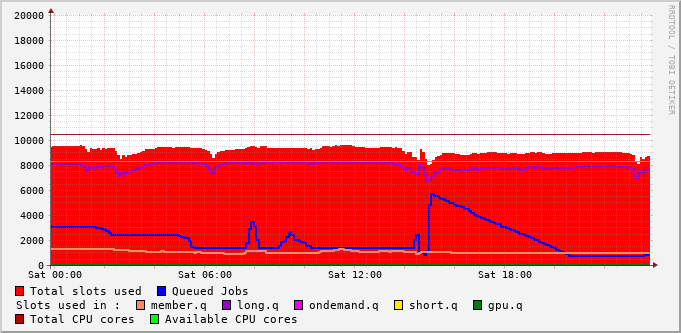 20000
18000
16000
14000
12000
10000
8000
6000
4000
2000
0
Sat 00:00 Sat 06:00 Sat 12:00 Sat 18:00
Total slots used Queued Jobs
Slots used in : member.q long.q ondemand.q short.q gpu.q
Total CPU cores Available CPU cores
RRDTOOL / TOBI OETIKER